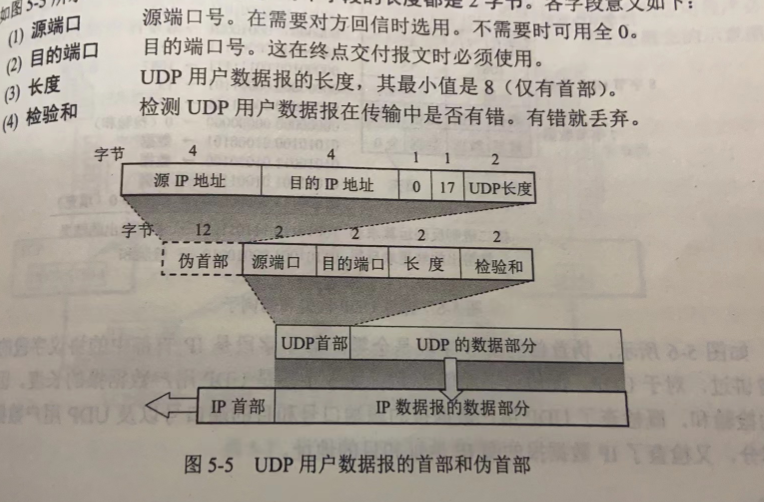 如图 5-5 所
的长度都是 2 字节。各字段意义如下：
(1) 源端口 源端口号。在需要对方回信时选用。不需要时可用全 0。
(2) 目的端口 目的端口号。这在终点交付报文时必须使用。
(3) 长度 UDP 用户数据报的长度，其最小值是 8（仅有首部）。
(4) 检验和 检测 UDP 用户数据报在传输中是否有错。有错就丢弃。
字节 4 4 1 1 2
源 IP 地址 目的 IP 地址 0 17 UDP长度
字节 12 2 2 2 2
伪首部 源端口 目的端口 长 度 检验和
UDP首部 UDP 的数据部分
IP 首部 IP 数据报的数据部分
图 5-5 UDP 用户数据报的首部和伪首部